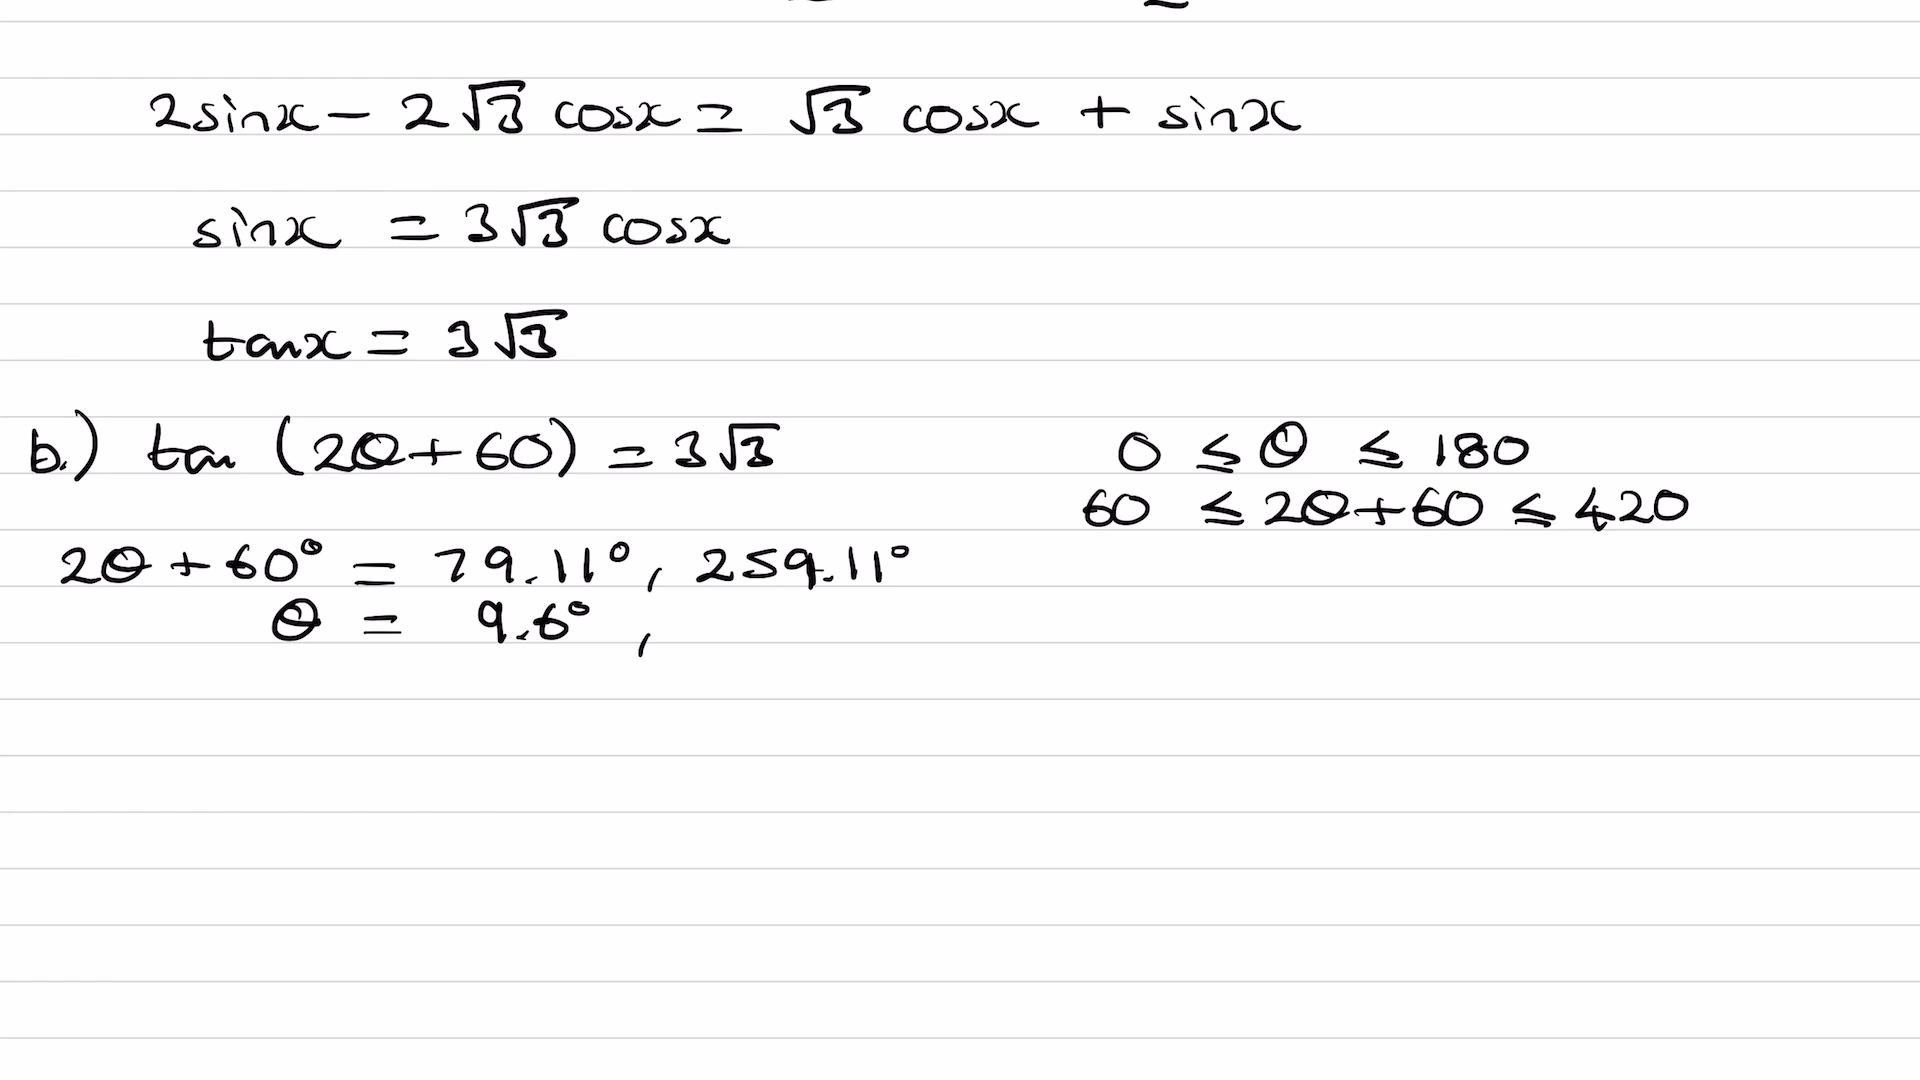 2sinx - 2√3 cosx = √3 cosx + sinx
sinx = 3√3 cosx
tanx = 3√3
b.) tan (2θ+60) = 3√3
0 ≤ θ ≤ 180
60 ≤ 2θ+60 ≤ 420
2θ + 60° = 79.11°, 259.11°
θ = 9.6°,